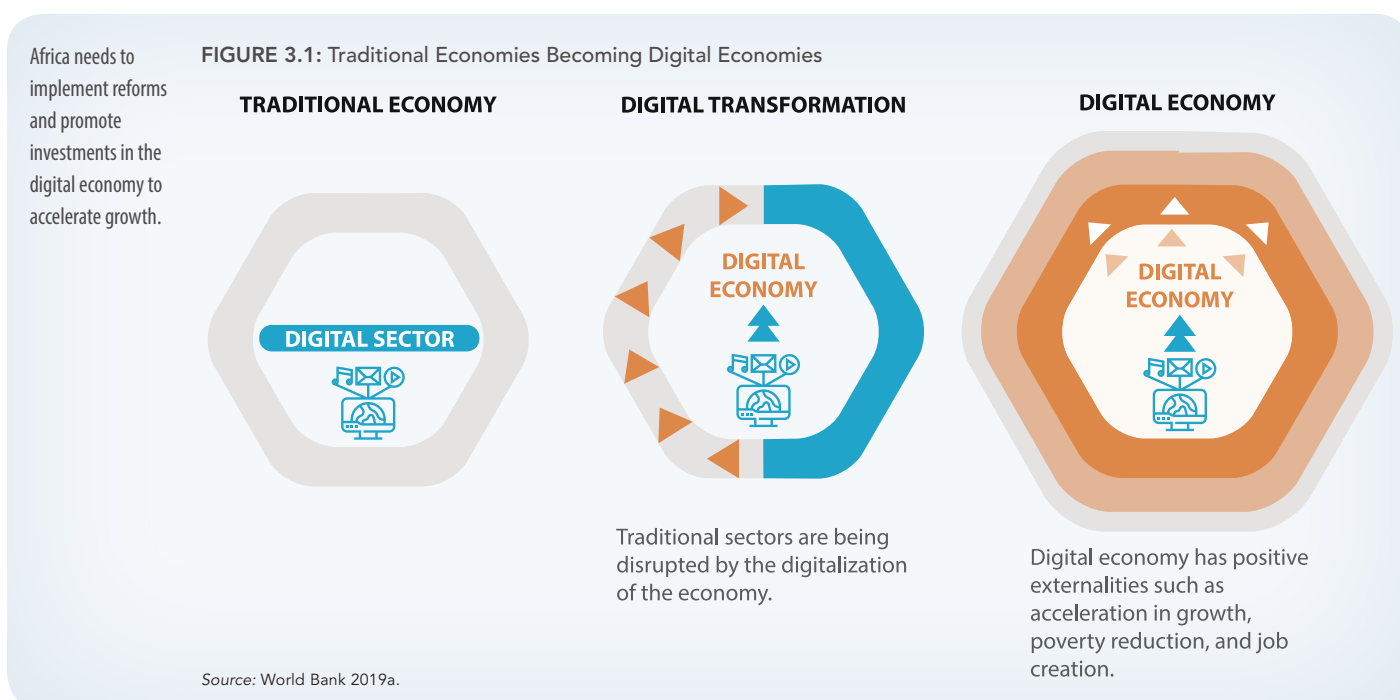 Africa needs to
implement reforms
and promote
investments in the
digital economy to
accelerate growth.
FIGURE 3.1: Traditional Economies Becoming Digital Economies
TRADITIONAL ECONOMY
DIGITAL SECTOR
DIGITAL TRANSFORMATION
DIGITAL
ECONOMY
Traditional sectors are being
disrupted by the digitalization
of the economy.
DIGITAL ECONOMY
DIGITAL
ECONOMY
Digital economy has positive
externalities such as
acceleration in growth,
poverty reduction, and job
creation.
Source: World Bank 2019a.